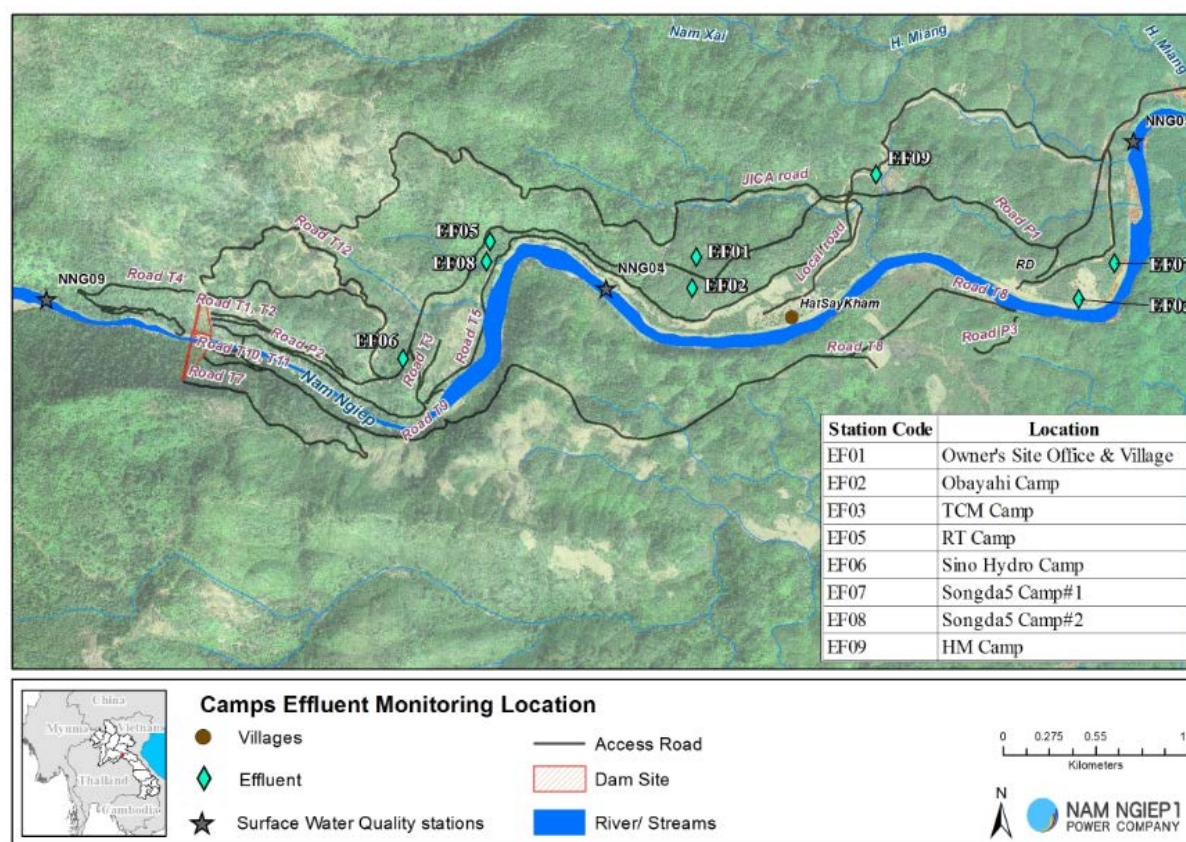 Nam Xai
H. Miang
H. Miang
NNG05
EF09
JICA road
Road T12
EF05
EF08
EF01
Road P1
Local road
NNG04
EF02
RD
EF07
NNG09
Road T4
Road T1, T2
HatSayKham
Road T8
EF03
Road P2
EF06
Road T3
Road T5
Road P3
Road T8
Road T10, T11
Road T7
Nam Ngiep
Road T9
Station Code Location
EF01 Owner's Site Office & Village
EF02 Obayahi Camp
EF03 TCM Camp
EF05 RT Camp
EF06 Sino Hydro Camp
EF07 Songda5 Camp#1
EF08 Songda5 Camp#2
EF09 HM Camp
China
Mynma
Vietnam
Thailand
Cambodia
Camps Effluent Monitoring Location
Villages
Effluent
Surface Water Quality stations
Access Road
Dam Site
River/ Streams
0 0.275 0.55 1
Kilometers
N
NAM NGIEP1
POWER COMPANY